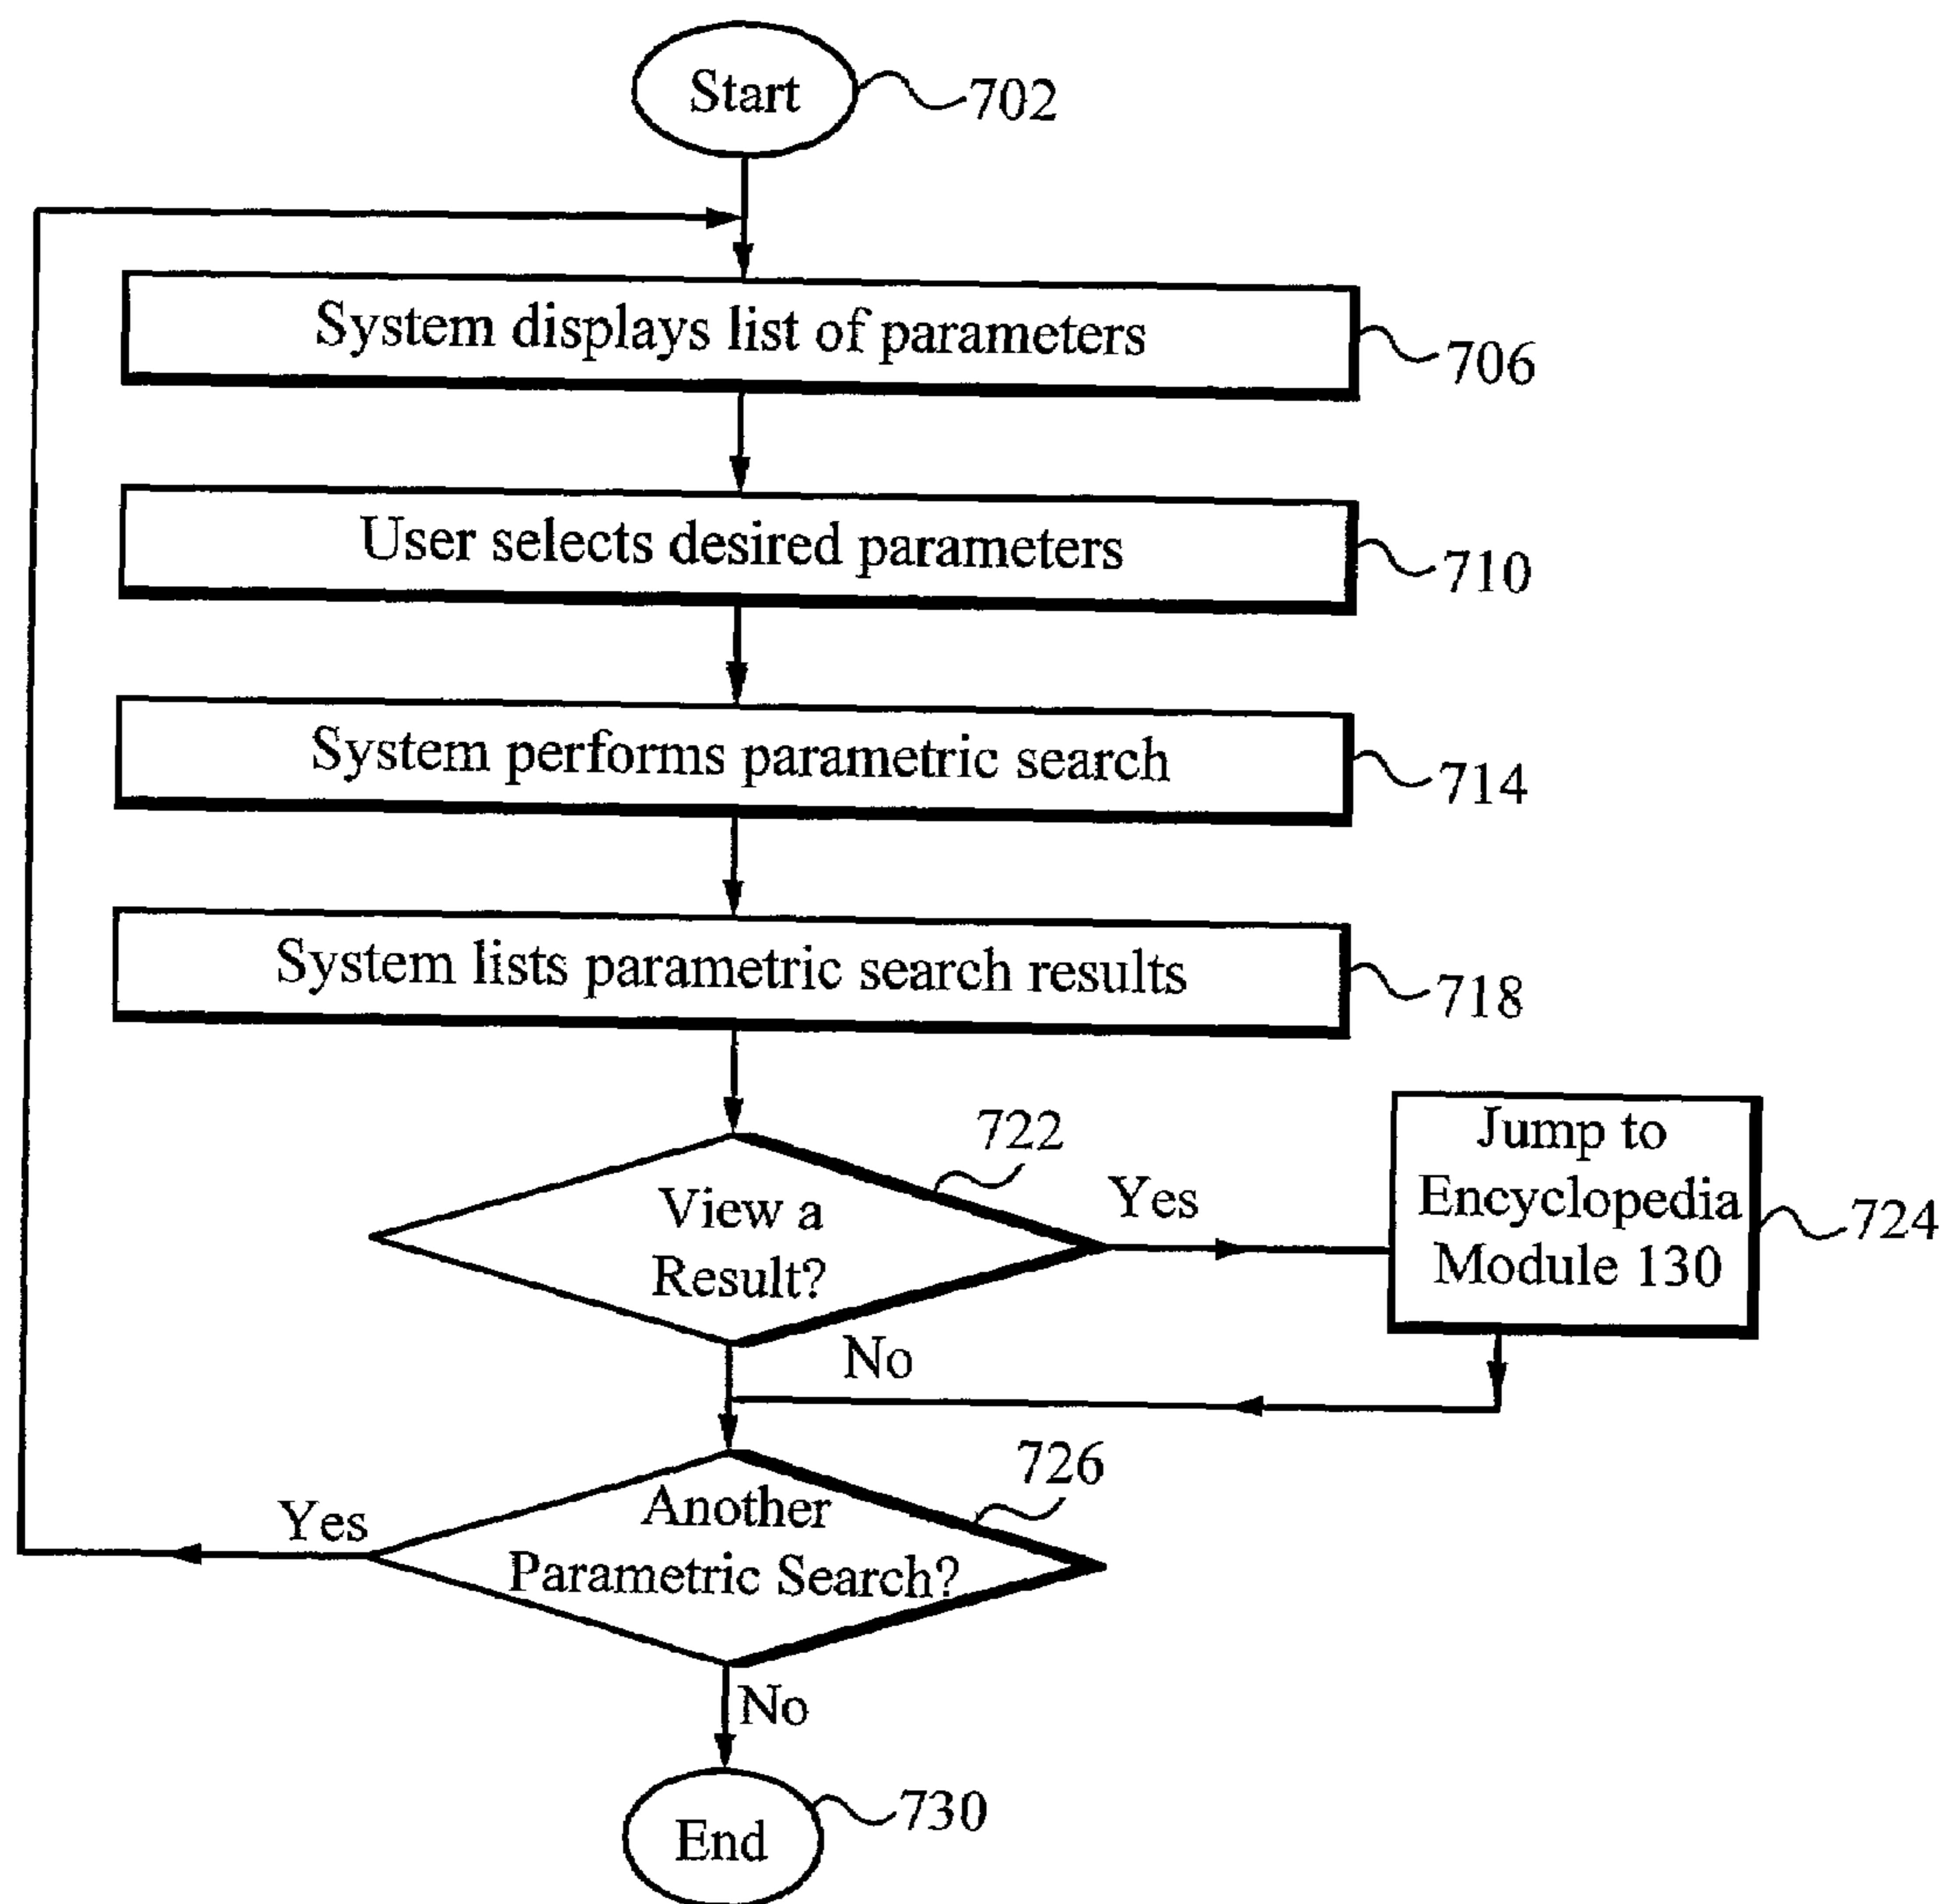 Start
702
System displays list of parameters
706
User selects desired parameters
710
System performs parametric search
714
System lists parametric search results
718
722
View a
Result?
Yes
Jump to
Encyclopedia
Module 130
724
No
726
Another
Parametric Search?
Yes
No
End
730